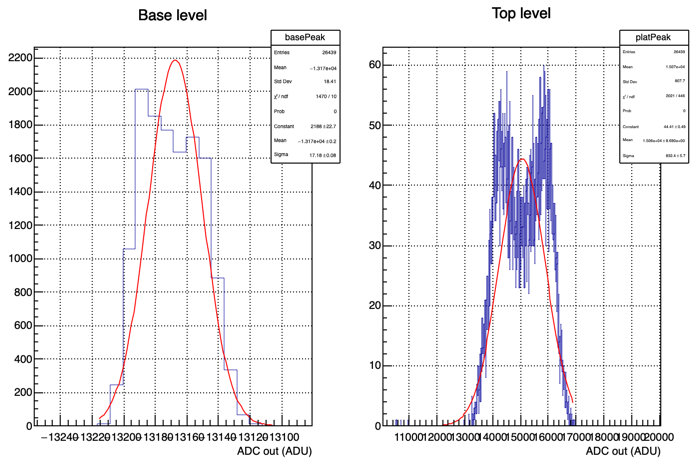 Base level
basePeak
Entries 26439
Mean −1.317e+04
Std Dev 18.41
χ² / ndf 1470 / 10
Prob 0
Constant 2188 ± 22.7
Mean −1.317e+04 ± 0.2
Sigma 17.18 ± 0.08
2200
2000
1800
1600
1400
1200
1000
800
600
400
200
0
−13240 13220 13200 13180 13160 13140 13120 13100
ADC out (ADU)
Top level
platPeak
Entries 26439
Mean 1.507e+04
Std Dev 807.7
χ² / ndf 2021 / 446
Prob 0
Constant 44.41 ± 0.49
Sigma
60
50
40
30
20
10
0
11000 12000 13000 14000 15000 16000 17000 18000 19000 20000
ADC out (ADU)